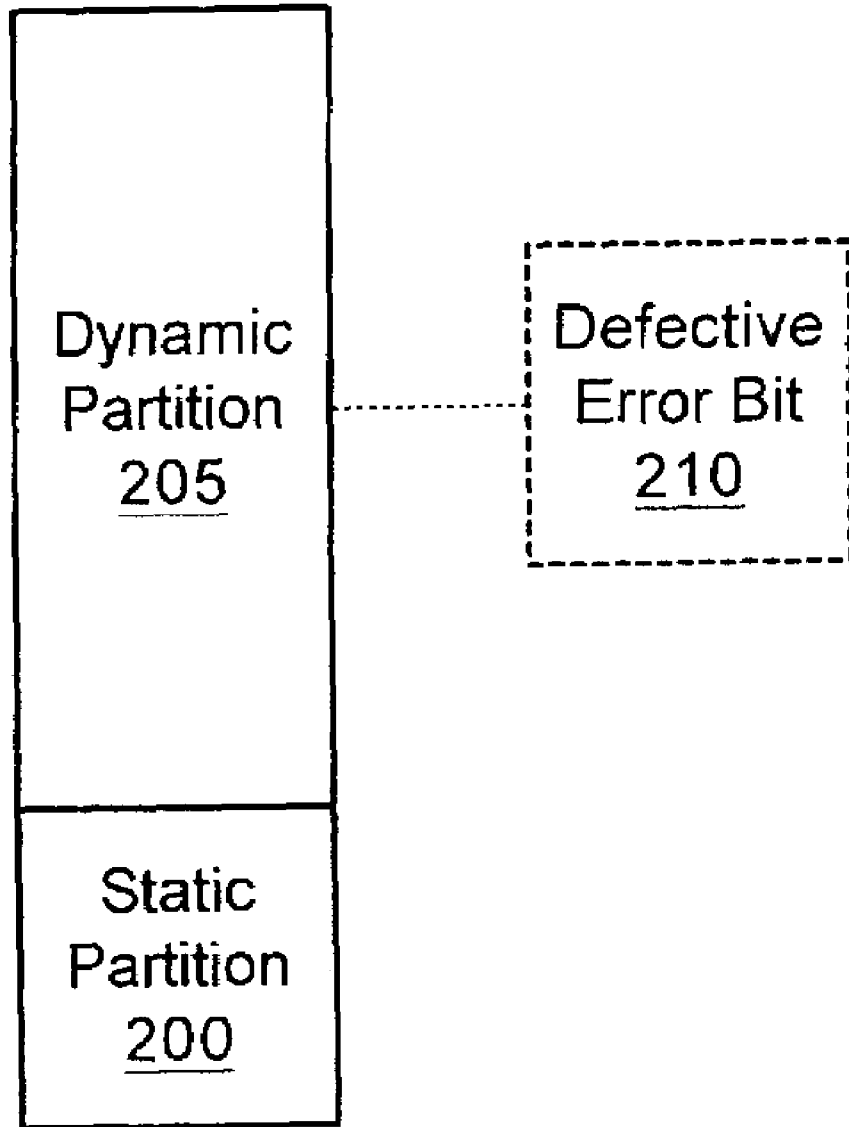 Dynamic
Partition
205
Defective
Error Bit
210
Static
Partition
200